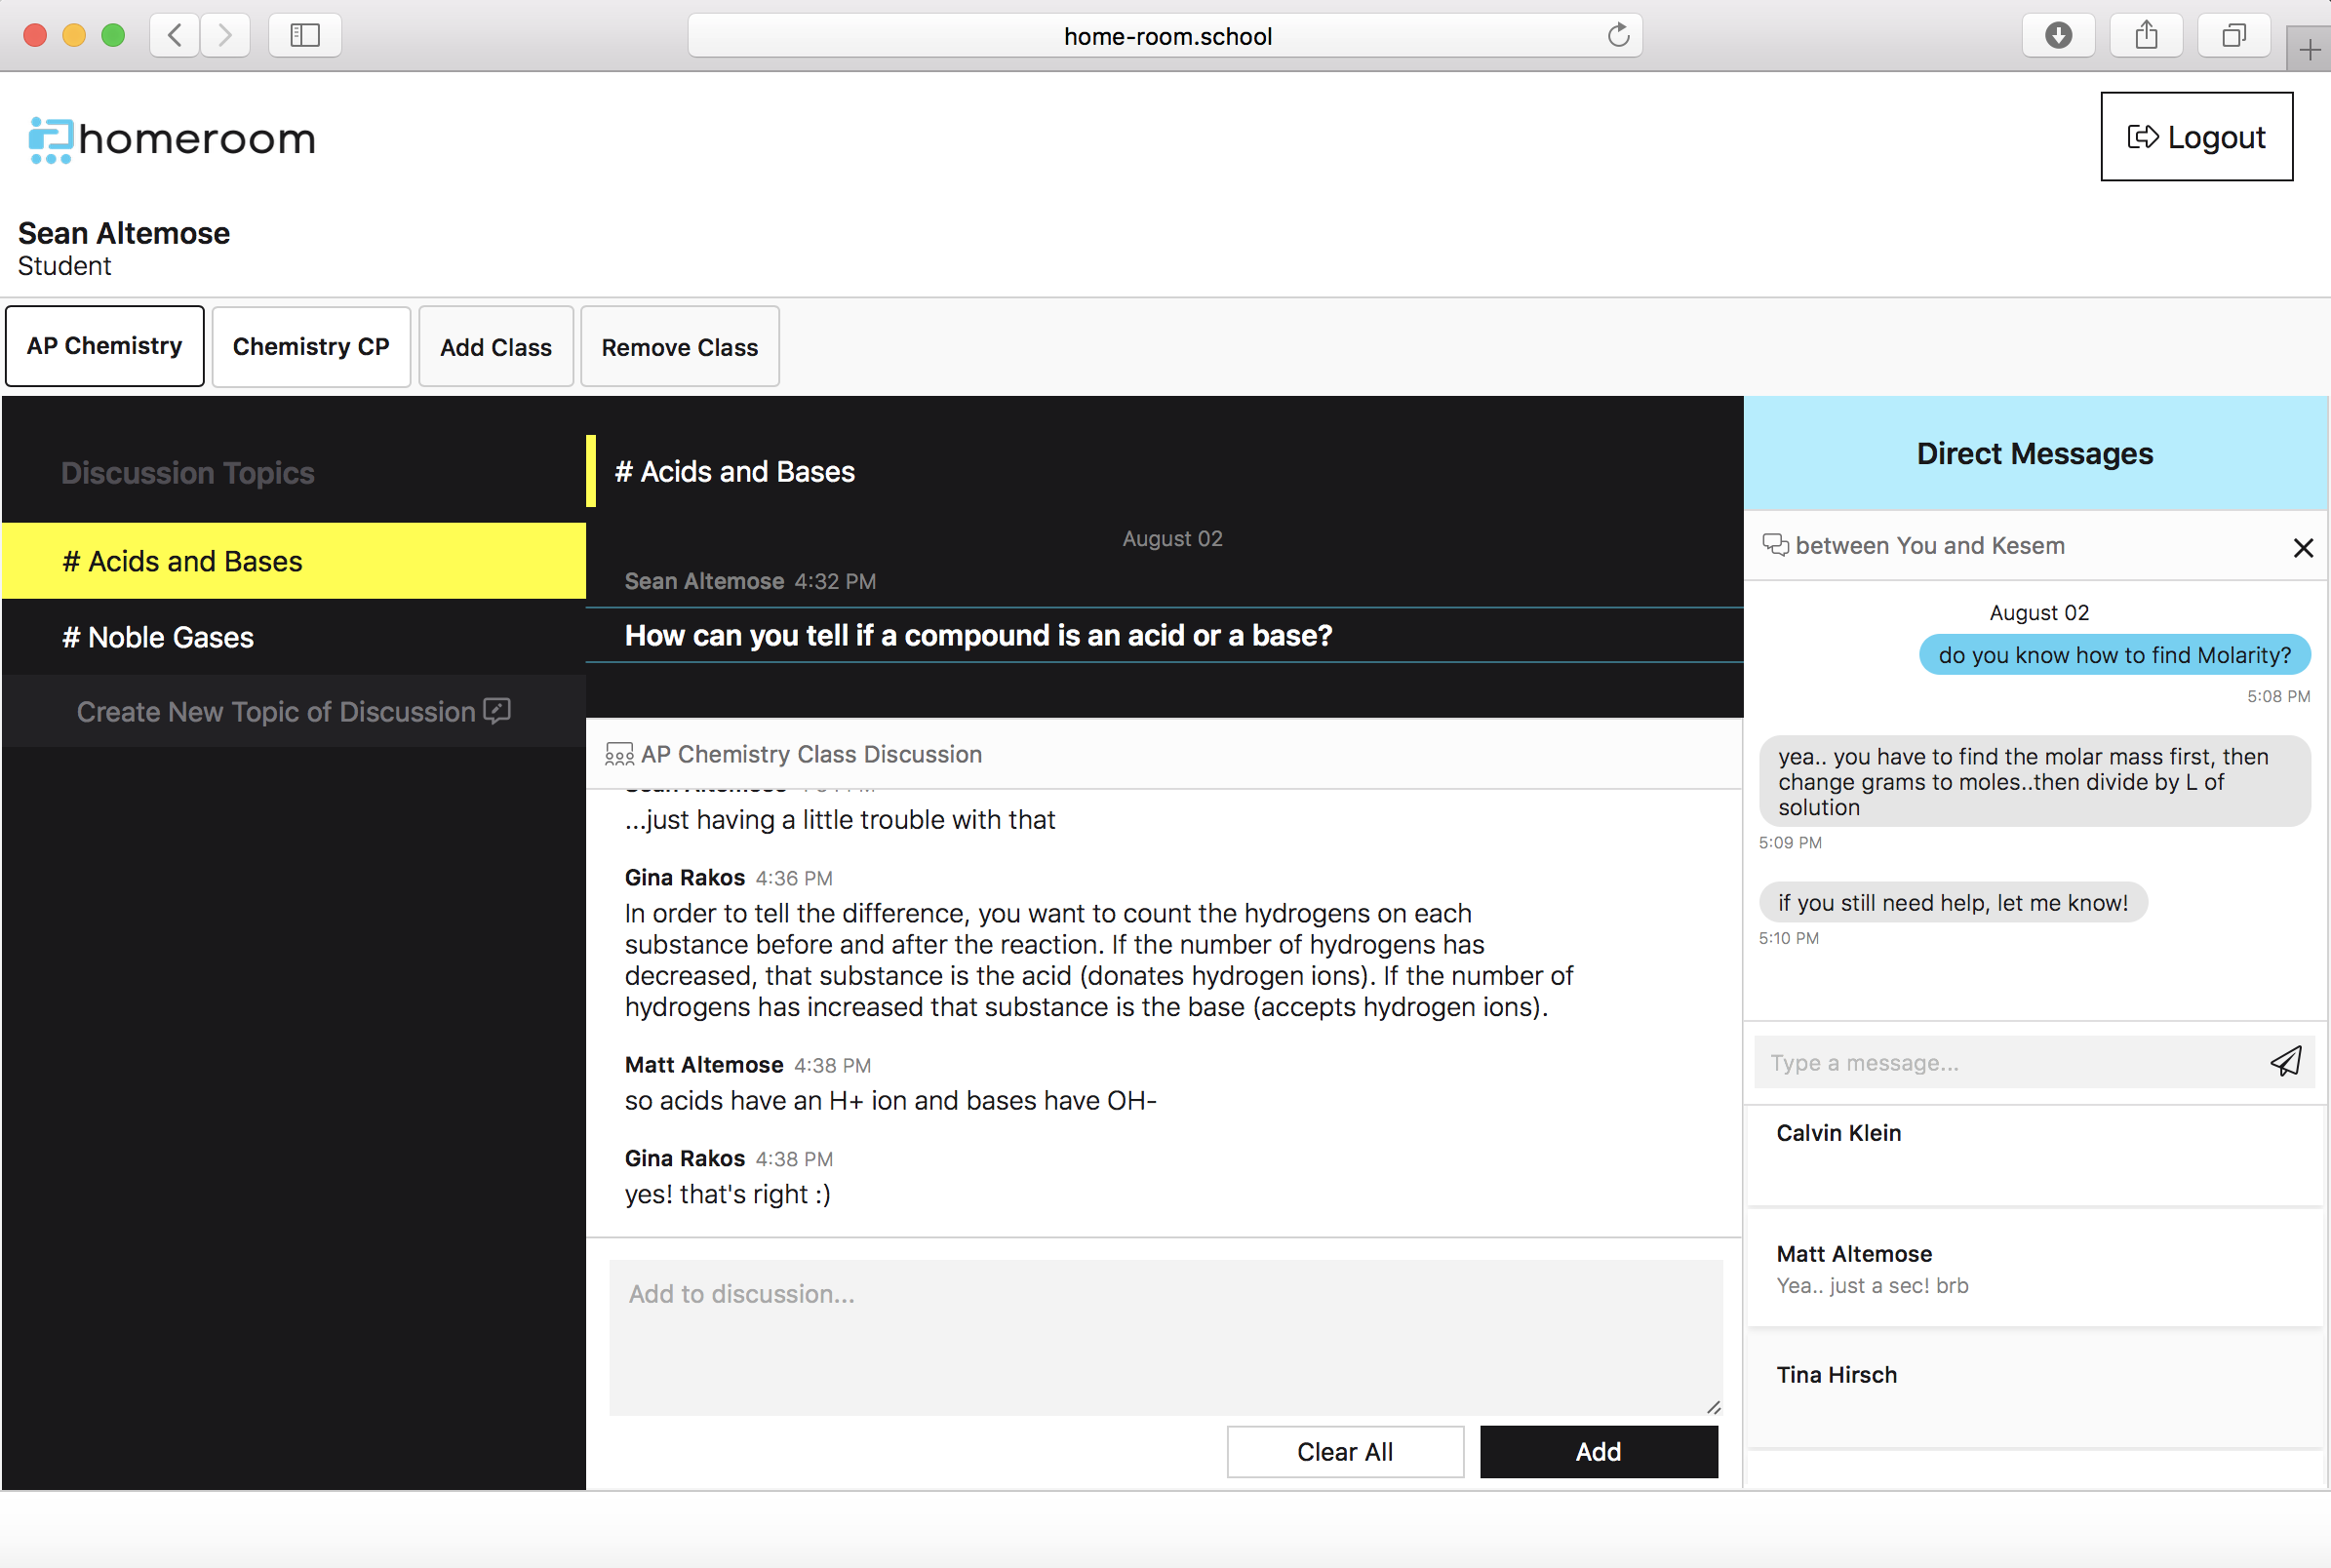 home-room.school
homeroom
Logout
Sean Altemose
Student
AP Chemistry
Chemistry CP
Add Class
Remove Class
Discussion Topics
# Acids and Bases
# Noble Gases
Create New Topic of Discussion
# Acids and Bases
August 02
Sean Altemose 4:32 PM
How can you tell if a compound is an acid or a base?
AP Chemistry Class Discussion
...just having a little trouble with that
Gina Rakos 4:36 PM
In order to tell the difference, you want to count the hydrogens on each
substance before and after the reaction. If the number of hydrogens has
decreased, that substance is the acid (donates hydrogen ions). If the number of
hydrogens has increased that substance is the base (accepts hydrogen ions).
Matt Altemose 4:38 PM
so acids have an H+ ion and bases have OH-
Gina Rakos 4:38 PM
yes! that's right :)
Add to discussion...
Clear All
Add
Direct Messages
between You and Kesem
August 02
do you know how to find Molarity?
5:08 PM
yea.. you have to find the molar mass first, then
change grams to moles..then divide by L of
solution
5:09 PM
if you still need help, let me know!
5:10 PM
Type a message...
Calvin Klein
Matt Altemose
Yea.. just a sec! brb
Tina Hirsch